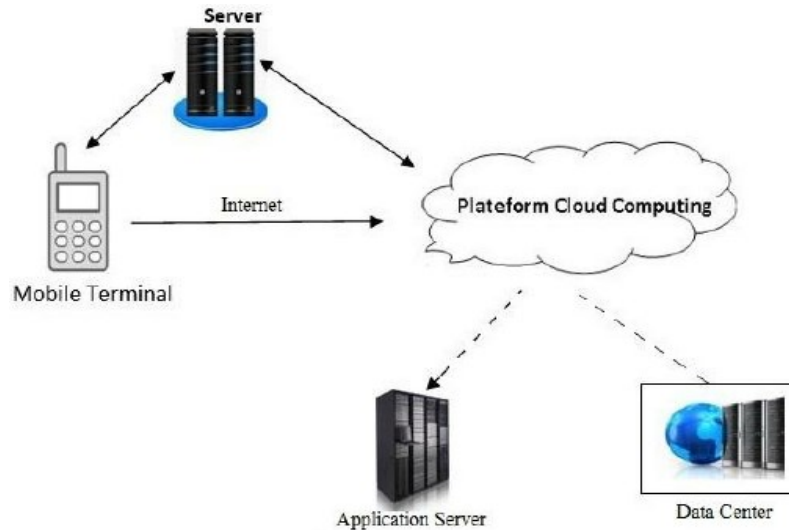 Server
Internet
Plateform Cloud Computing
Mobile Terminal
Application Server
Data Center